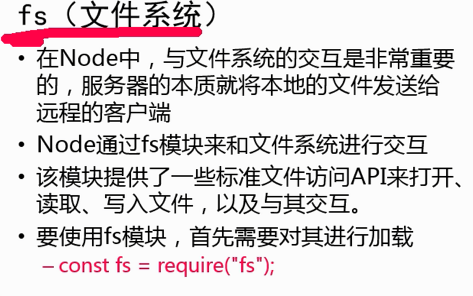 fs（文件系统）
• 在Node中，与文件系统的交互是非常重要
的，服务器的本质就将本地的文件发送给
远程的客户端
• Node通过fs模块来和文件系统进行交互
• 该模块提供了一些标准文件访问API来打开、
读取、写入文件，以及与其交互。
• 要使用fs模块，首先需要对其进行加载
– const fs = require("fs");